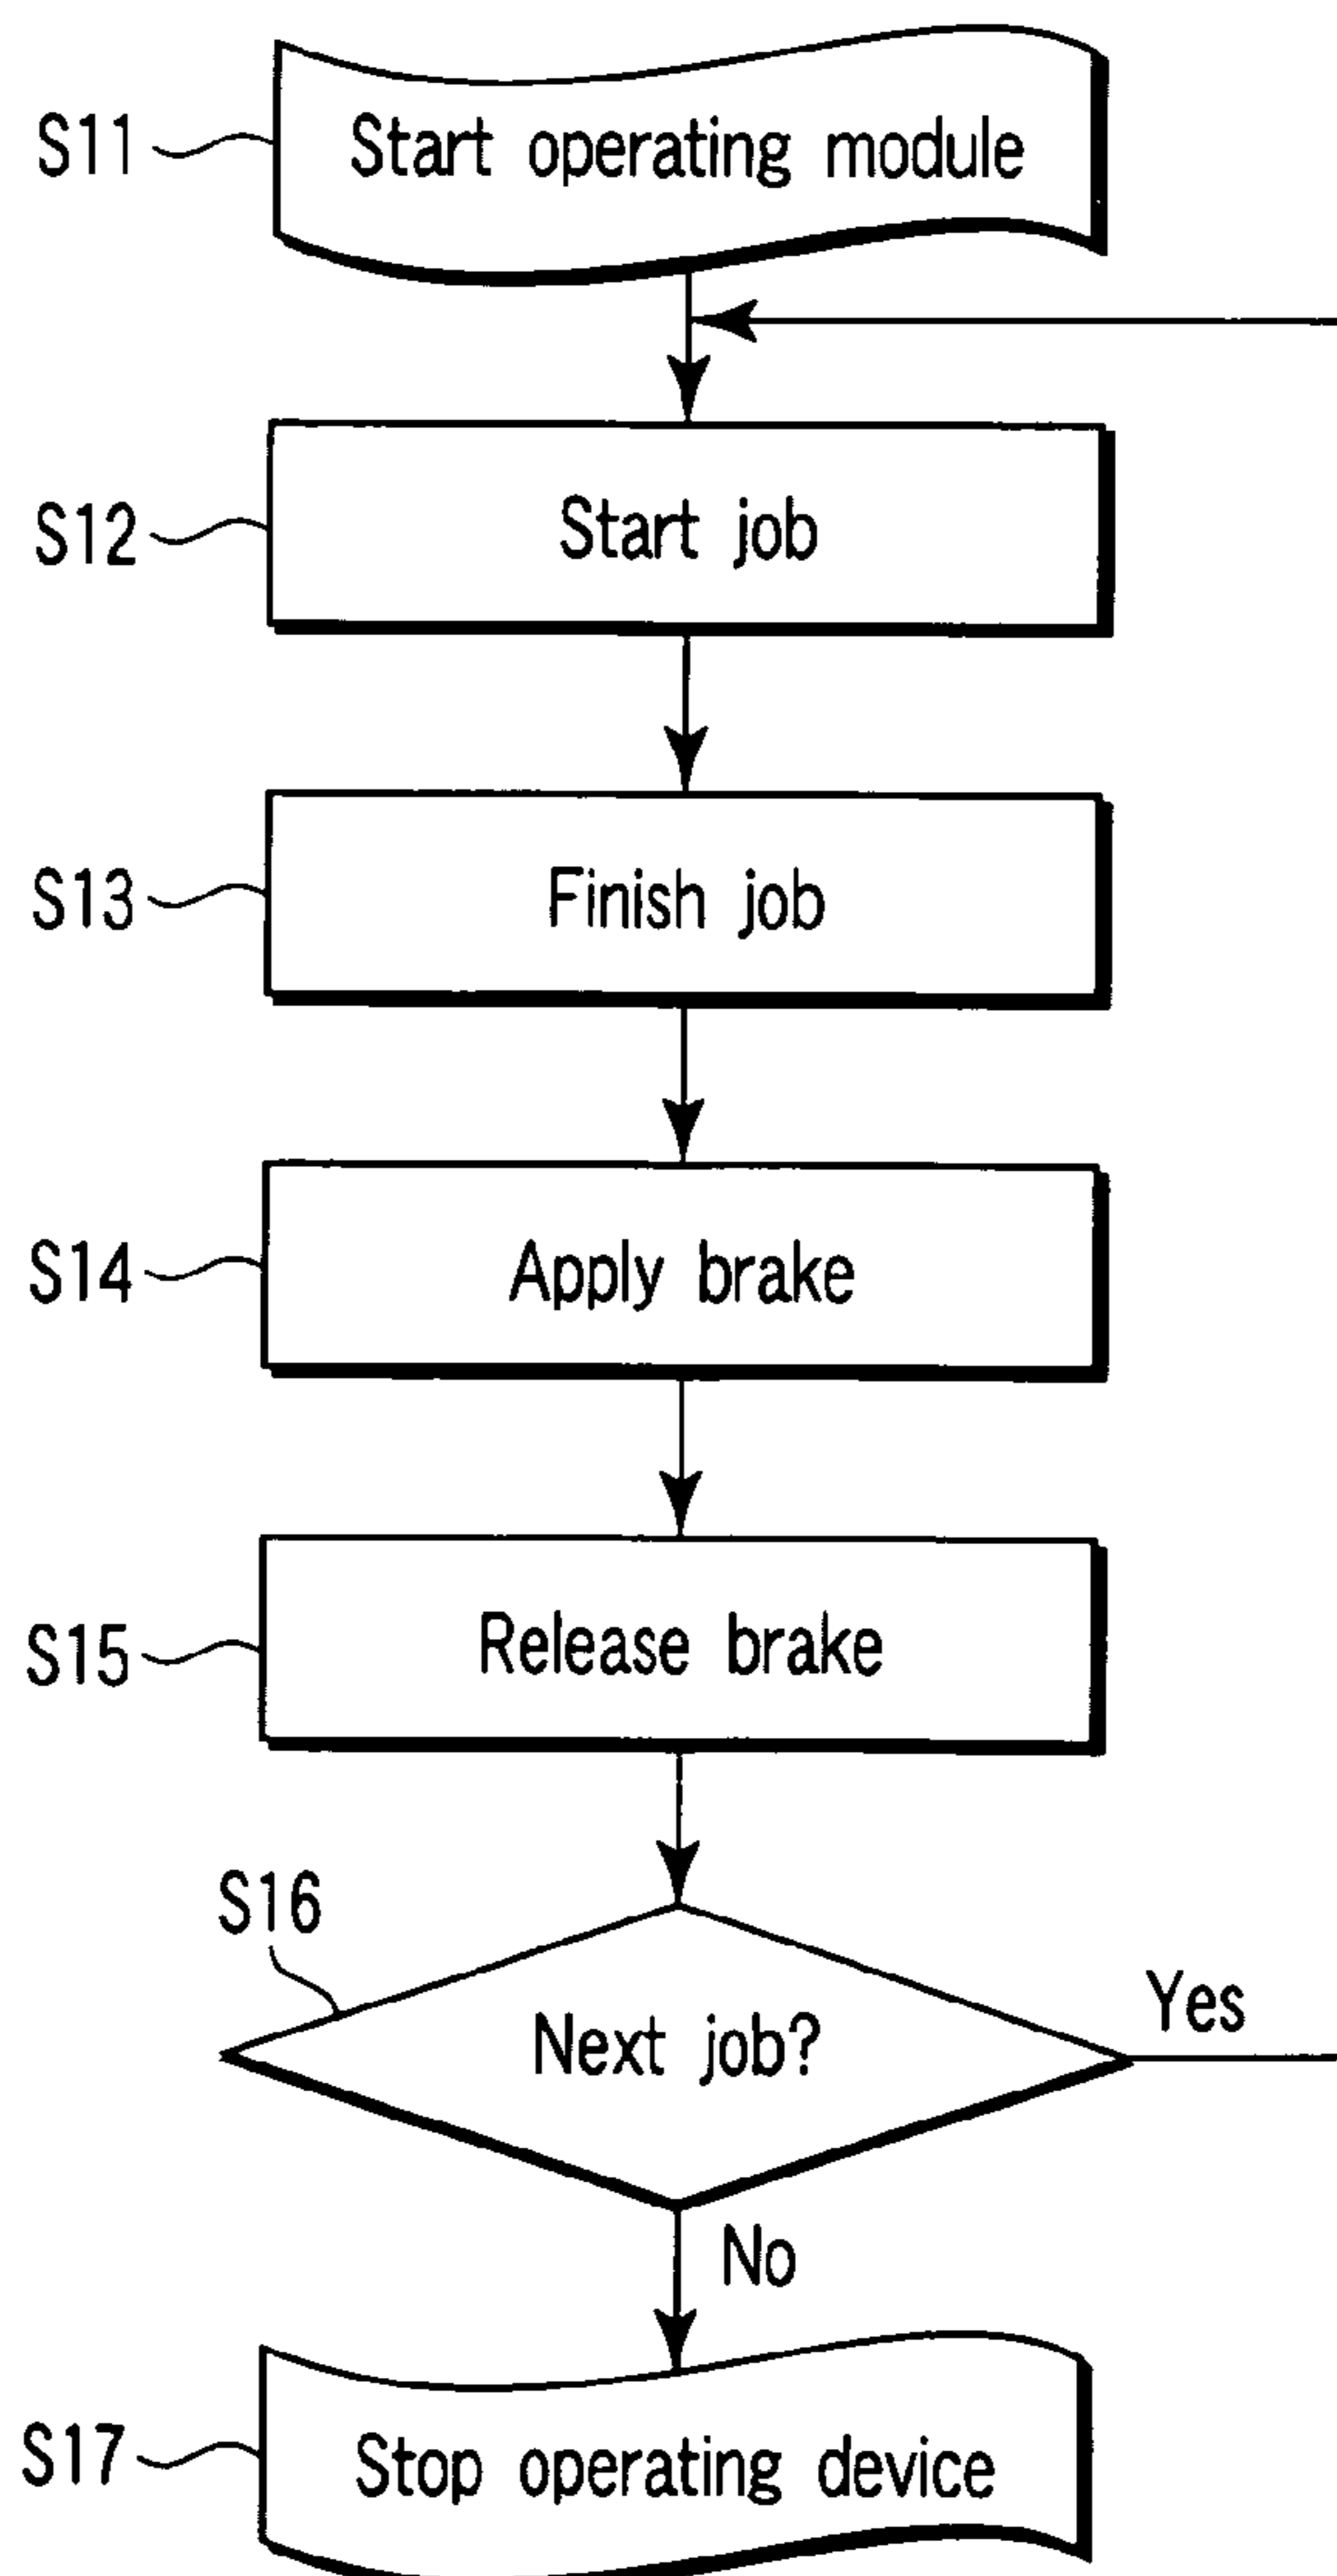 S11
Start operating module
S12
Start job
S13
Finish job
S14
Apply brake
S15
Release brake
S16
Next job?
Yes
No
S17
Stop operating device